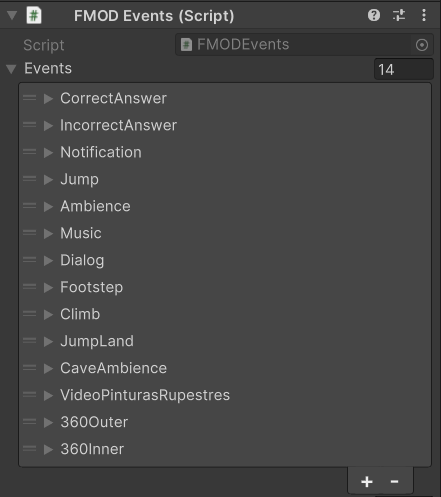 FMOD Events (Script)
Script FMODEvents
Events 14
CorrectAnswer
IncorrectAnswer
Notification
Jump
Ambience
Music
Dialog
Footstep
Climb
JumpLand
CaveAmbience
VideoPinturasRupestres
360Outer
360Inner